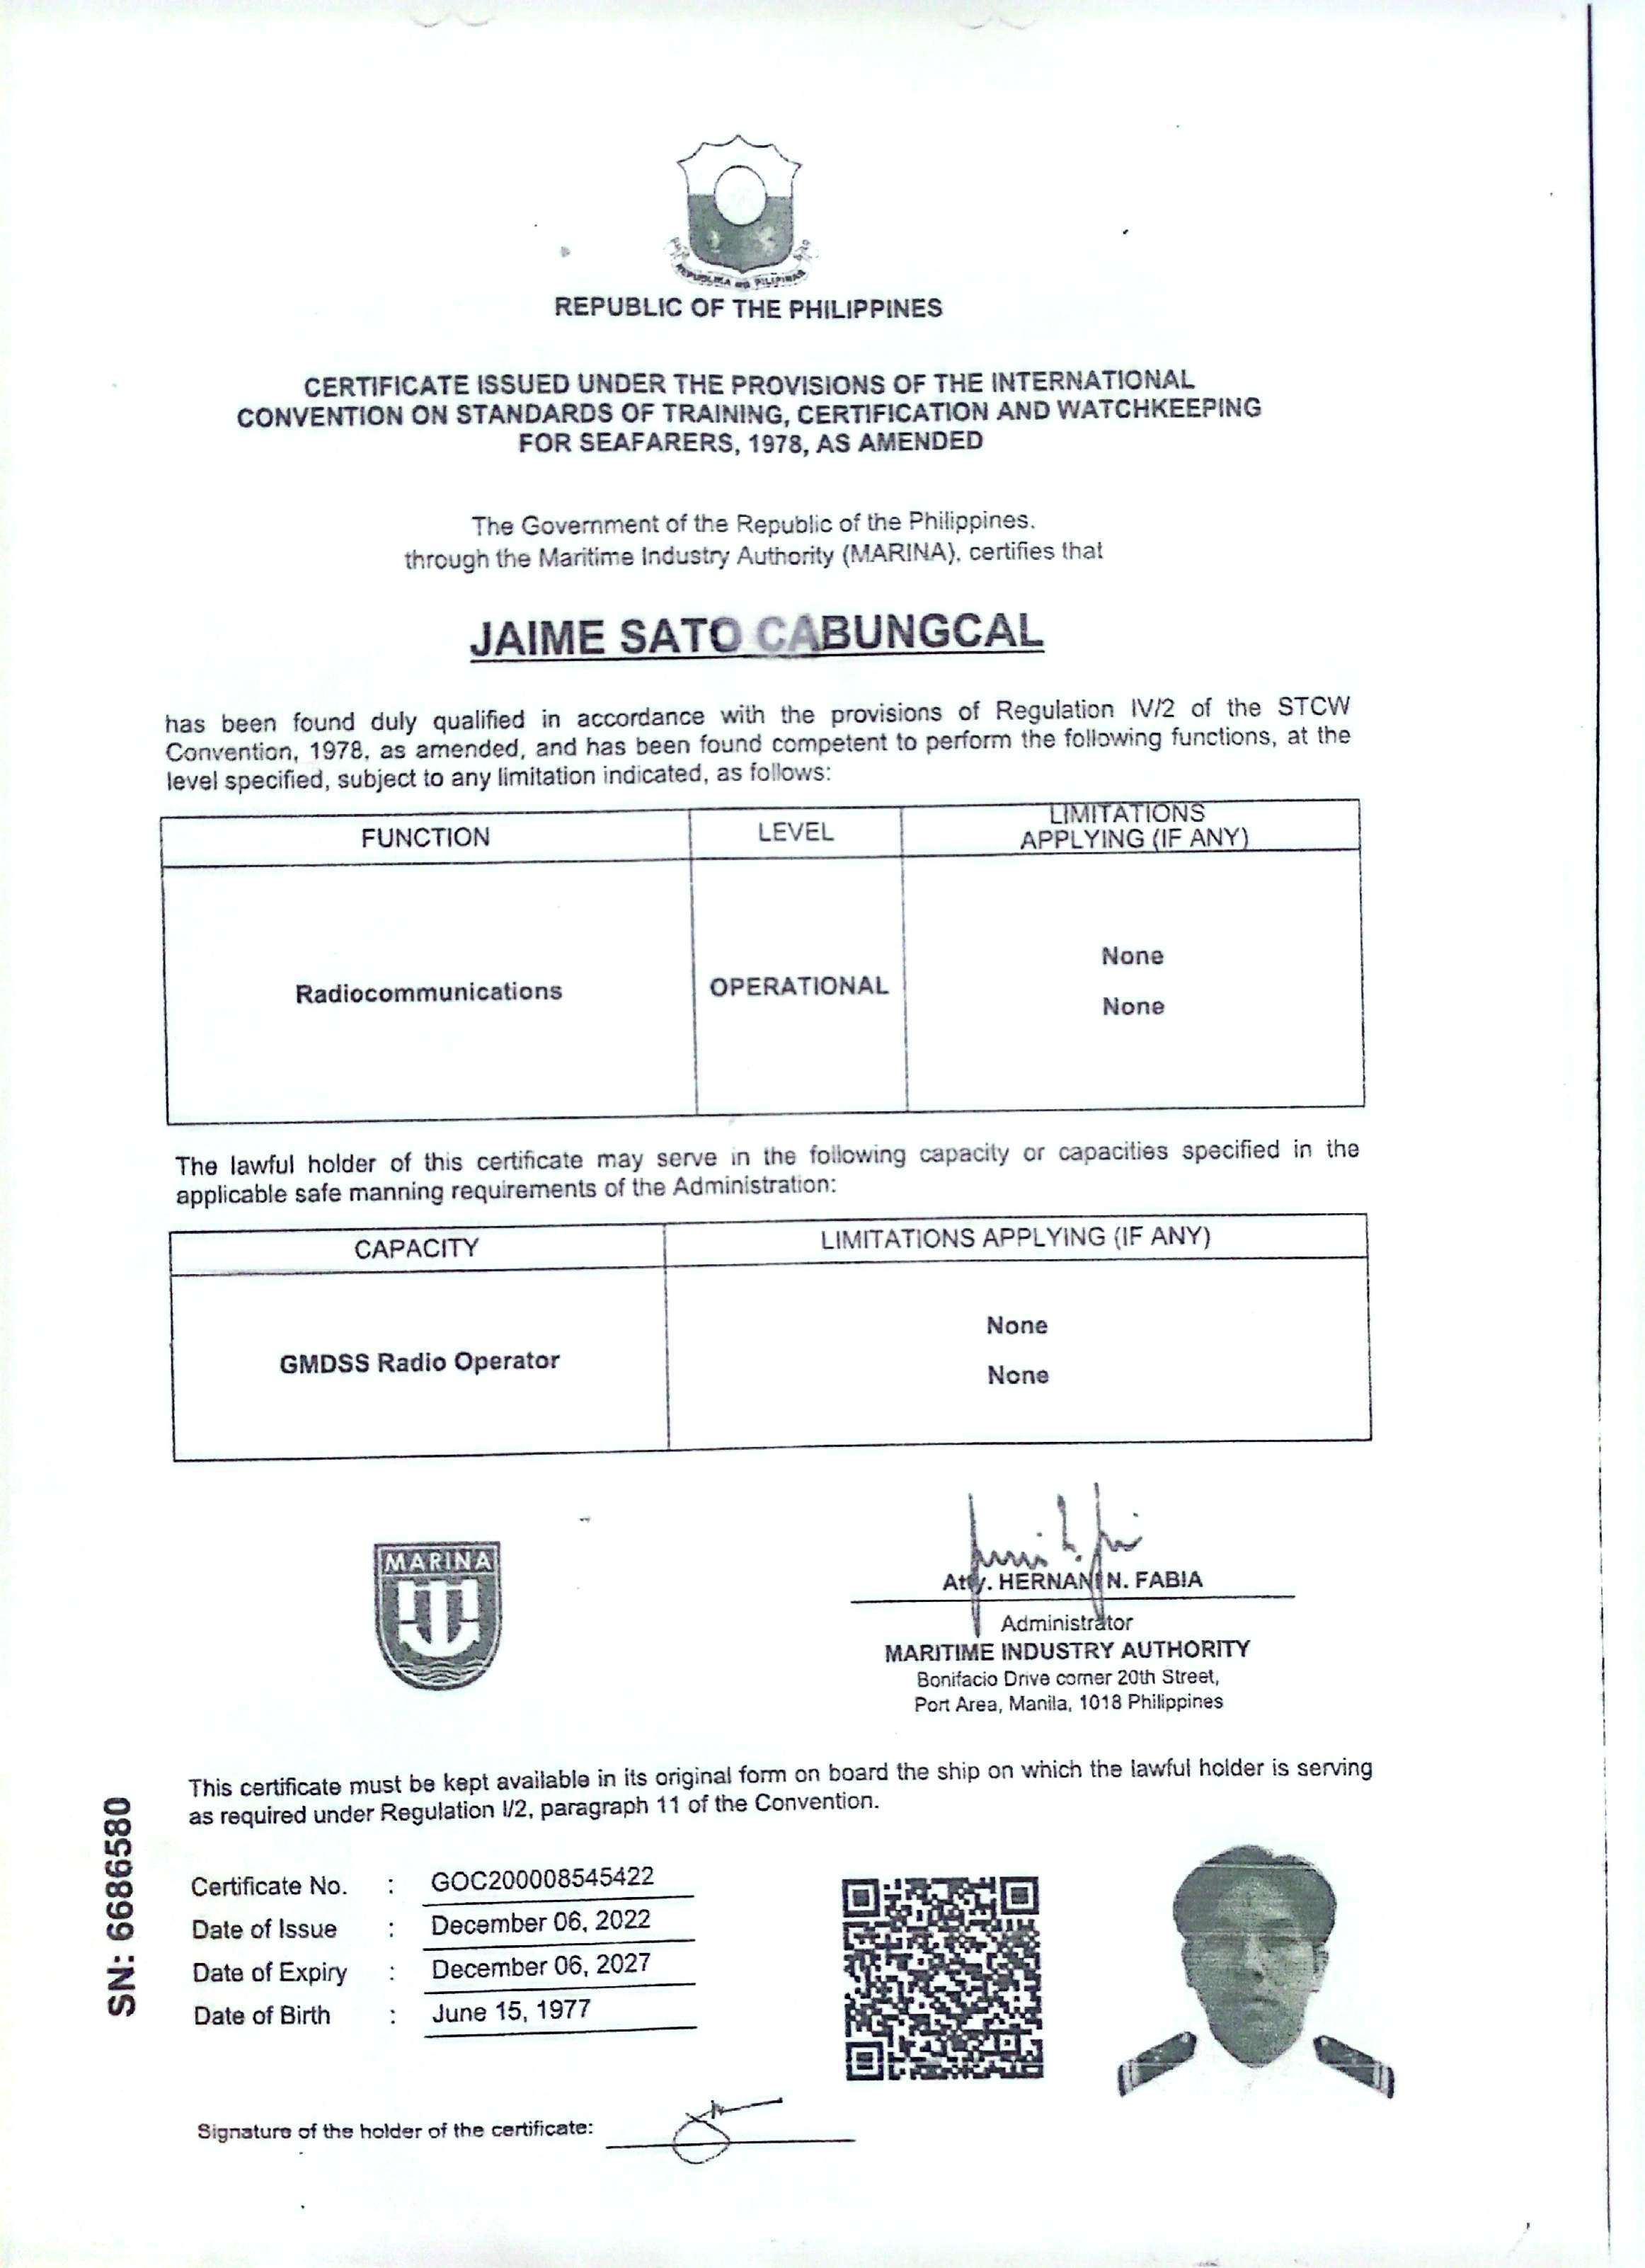 REPUBLIKA NG PILIPINAS
REPUBLIC OF THE PHILIPPINES
CERTIFICATE ISSUED UNDER THE PROVISIONS OF THE INTERNATIONAL
CONVENTION ON STANDARDS OF TRAINING, CERTIFICATION AND WATCHKEEPING
FOR SEAFARERS, 1978, AS AMENDED
The Government of the Republic of the Philippines.
through the Maritime Industry Authority (MARINA), certifies that
JAIME SATO CABUNGCAL
has been found duly qualified in accordance with the provisions of Regulation IV/2 of the STCW
Convention, 1978, as amended, and has been found competent to perform the following functions, at the
level specified, subject to any limitation indicated, as follows:
FUNCTION LEVEL LIMITATIONS
APPLYING (IF ANY)
None
Radiocommunications OPERATIONAL
None
The lawful holder of this certificate may serve in the following capacity or capacities specified in the
applicable safe manning requirements of the Administration:
CAPACITY LIMITATIONS APPLYING (IF ANY)
None
GMDSS Radio Operator
None
MARINA
Atty. HERNANI N. FABIA
Administrator
MARITIME INDUSTRY AUTHORITY
Bonifacio Drive corner 20th Street,
Port Area, Manila, 1018 Philippines
This certificate must be kept available in its original form on board the ship on which the lawful holder is serving
as required under Regulation I/2, paragraph 11 of the Convention.
SN: 6686580
Certificate No. : GOC200008545422
Date of Issue : December 06, 2022
Date of Expiry : December 06, 2027
Date of Birth : June 15, 1977
Signature of the holder of the certificate: